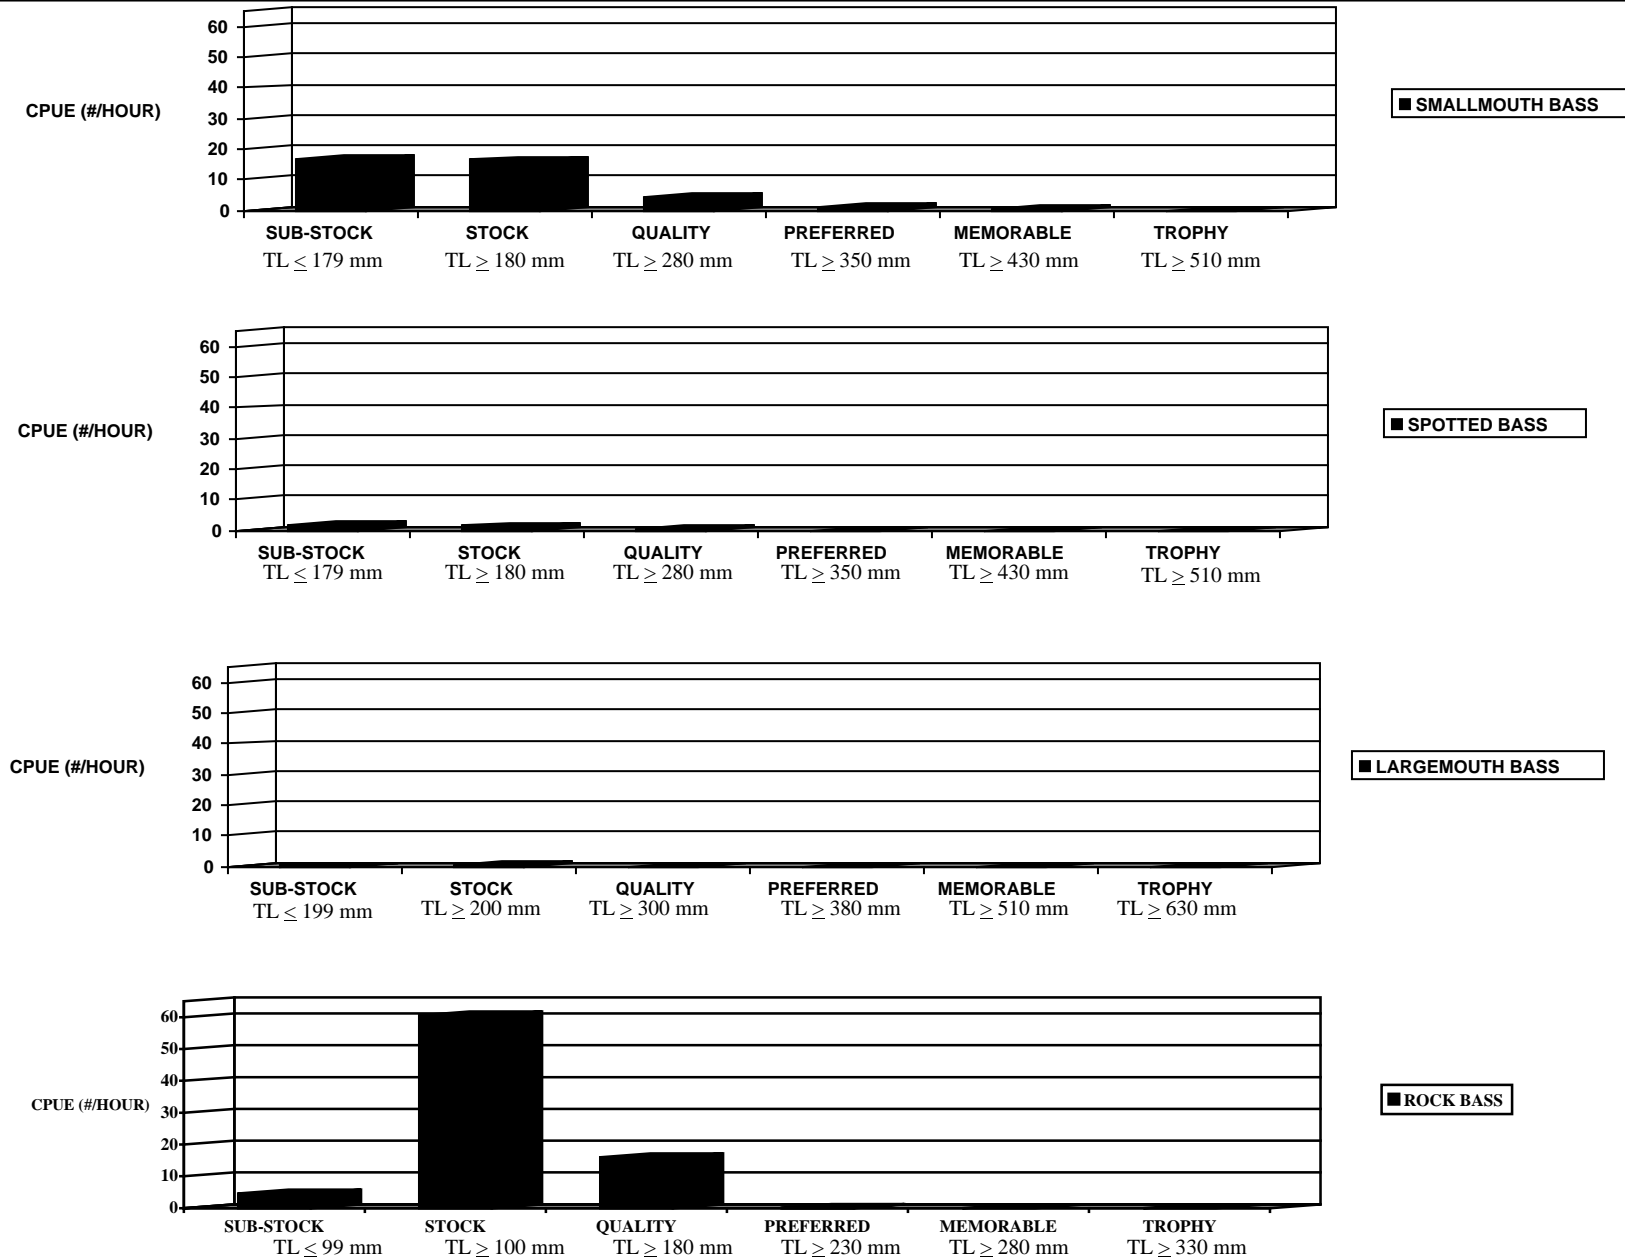 60
50
40
CPUE (#/HOUR)
■ SMALLMOUTH BASS
30
20
10
0
SUB-STOCK STOCK QUALITY PREFERRED MEMORABLE TROPHY
TL ≤ 179 mm TL ≥ 180 mm TL ≥ 280 mm TL ≥ 350 mm TL ≥ 430 mm TL ≥ 510 mm
60
50
40
CPUE (#/HOUR)
■ SPOTTED BASS
30
20
10
0
SUB-STOCK STOCK QUALITY PREFERRED MEMORABLE TROPHY
TL ≤ 179 mm TL ≥ 180 mm TL ≥ 280 mm TL ≥ 350 mm TL ≥ 430 mm TL ≥ 510 mm
60
50
40
CPUE (#/HOUR)
■ LARGEMOUTH BASS
30
20
10
0
SUB-STOCK STOCK QUALITY PREFERRED MEMORABLE TROPHY
TL ≤ 199 mm TL ≥ 200 mm TL ≥ 300 mm TL ≥ 380 mm TL ≥ 510 mm TL ≥ 630 mm
60
50
40
CPUE (#/HOUR)
■ ROCK BASS
30
20
10
0
SUB-STOCK STOCK QUALITY PREFERRED MEMORABLE TROPHY
TL ≤ 99 mm TL ≥ 100 mm TL ≥ 180 mm TL ≥ 230 mm TL ≥ 280 mm TL ≥ 330 mm